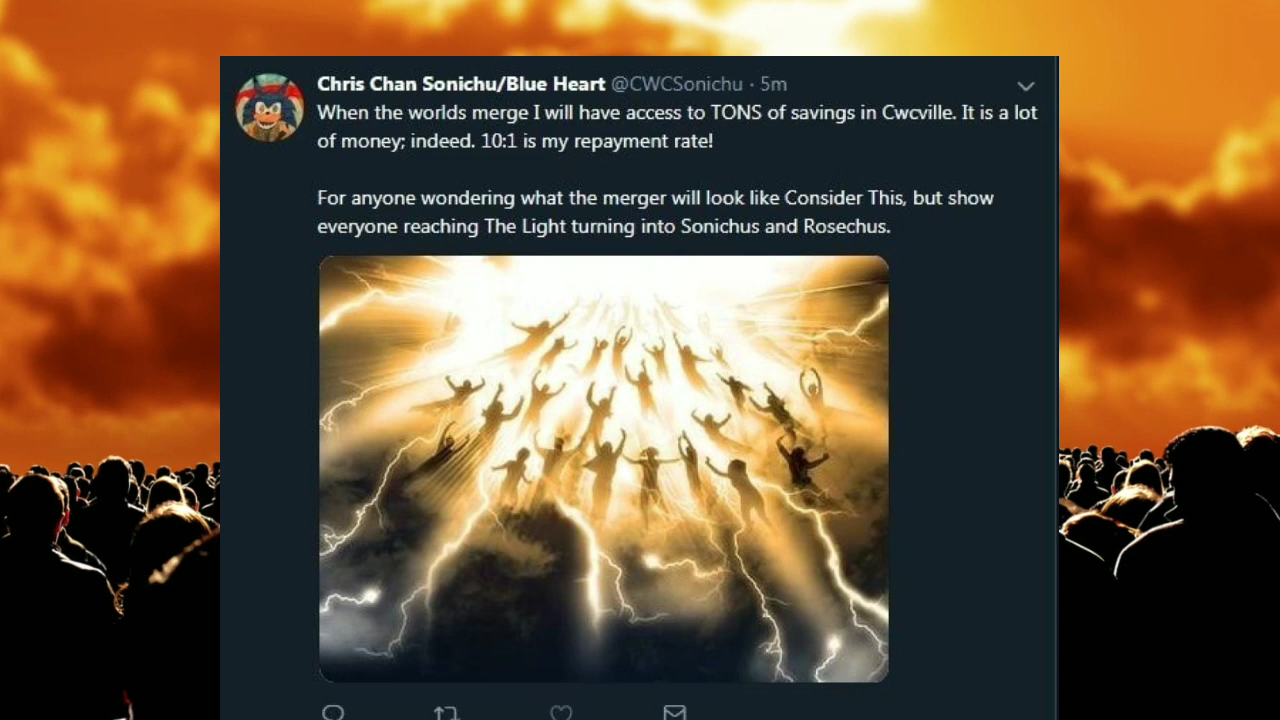 Chris Chan Sonichu/Blue Heart @CWCSonichu · 5m
When the worlds merge I will have access to TONS of savings in Cwcville. It is a lot
of money; indeed. 10:1 is my repayment rate!
For anyone wondering what the merger will look like Consider This, but show
everyone reaching The Light turning into Sonichus and Rosechus.